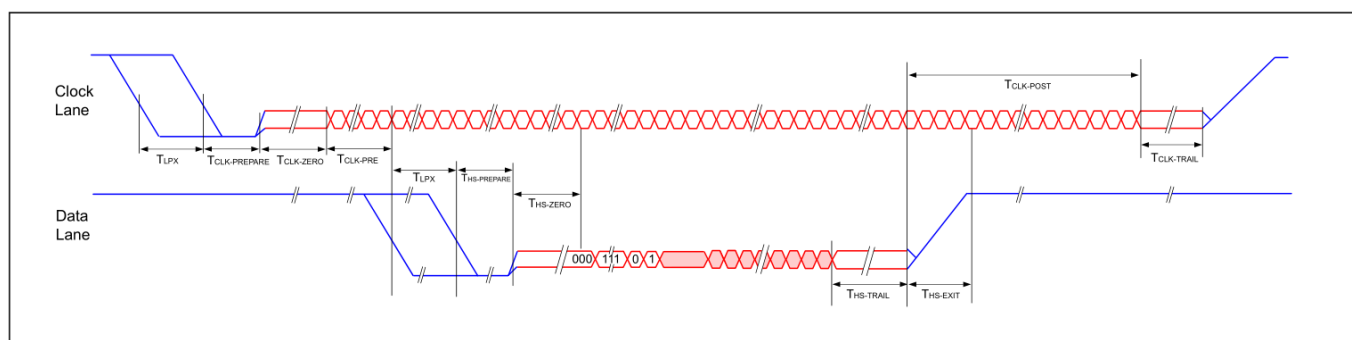 TCLK-POST
Clock
Lane
TLPX
TCLK-PREPARE
TCLK-ZERO
TCLK-PRE
TCLK-TRAIL
TLPX
THS-PREPARE
THS-ZERO
Data
Lane
000
111
0
1
THS-TRAIL
THS-EXIT